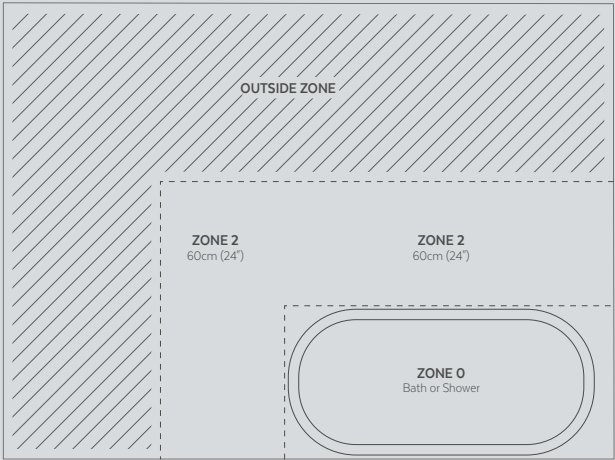 OUTSIDE ZONE
ZONE 2
60cm (24")
ZONE 2
60cm (24")
ZONE 0
Bath or Shower